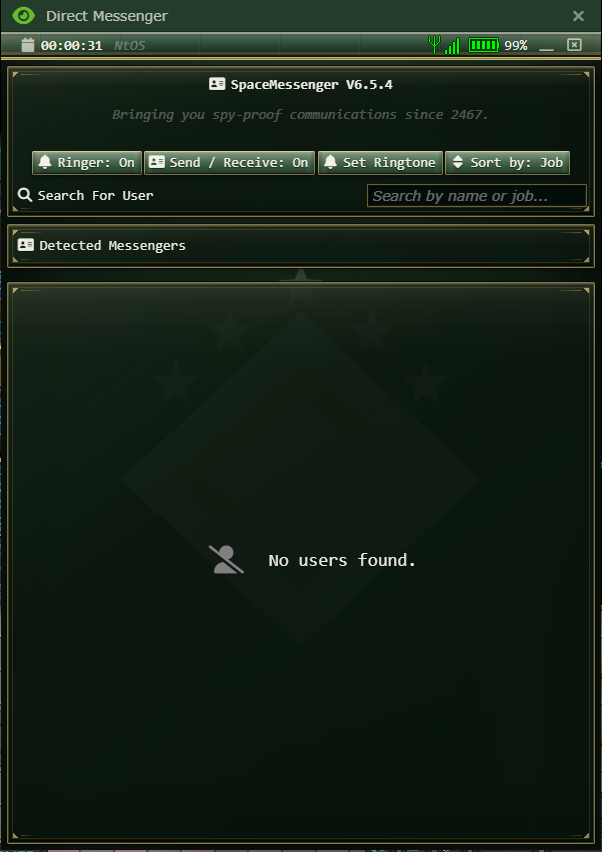 Direct Messenger
00:00:31 NtOS 99%
SpaceMessenger V6.5.4
Bringing you spy-proof communications since 2467.
Ringer: On Send / Receive: On Set Ringtone Sort by: Job
Search For User Search by name or job...
Detected Messengers
No users found.